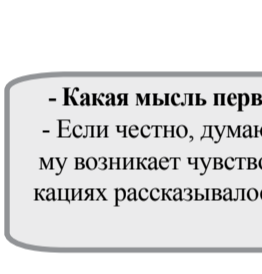 - Какая мысль перв
- Если честно, думаю
му возникает чувств
кациях рассказывало